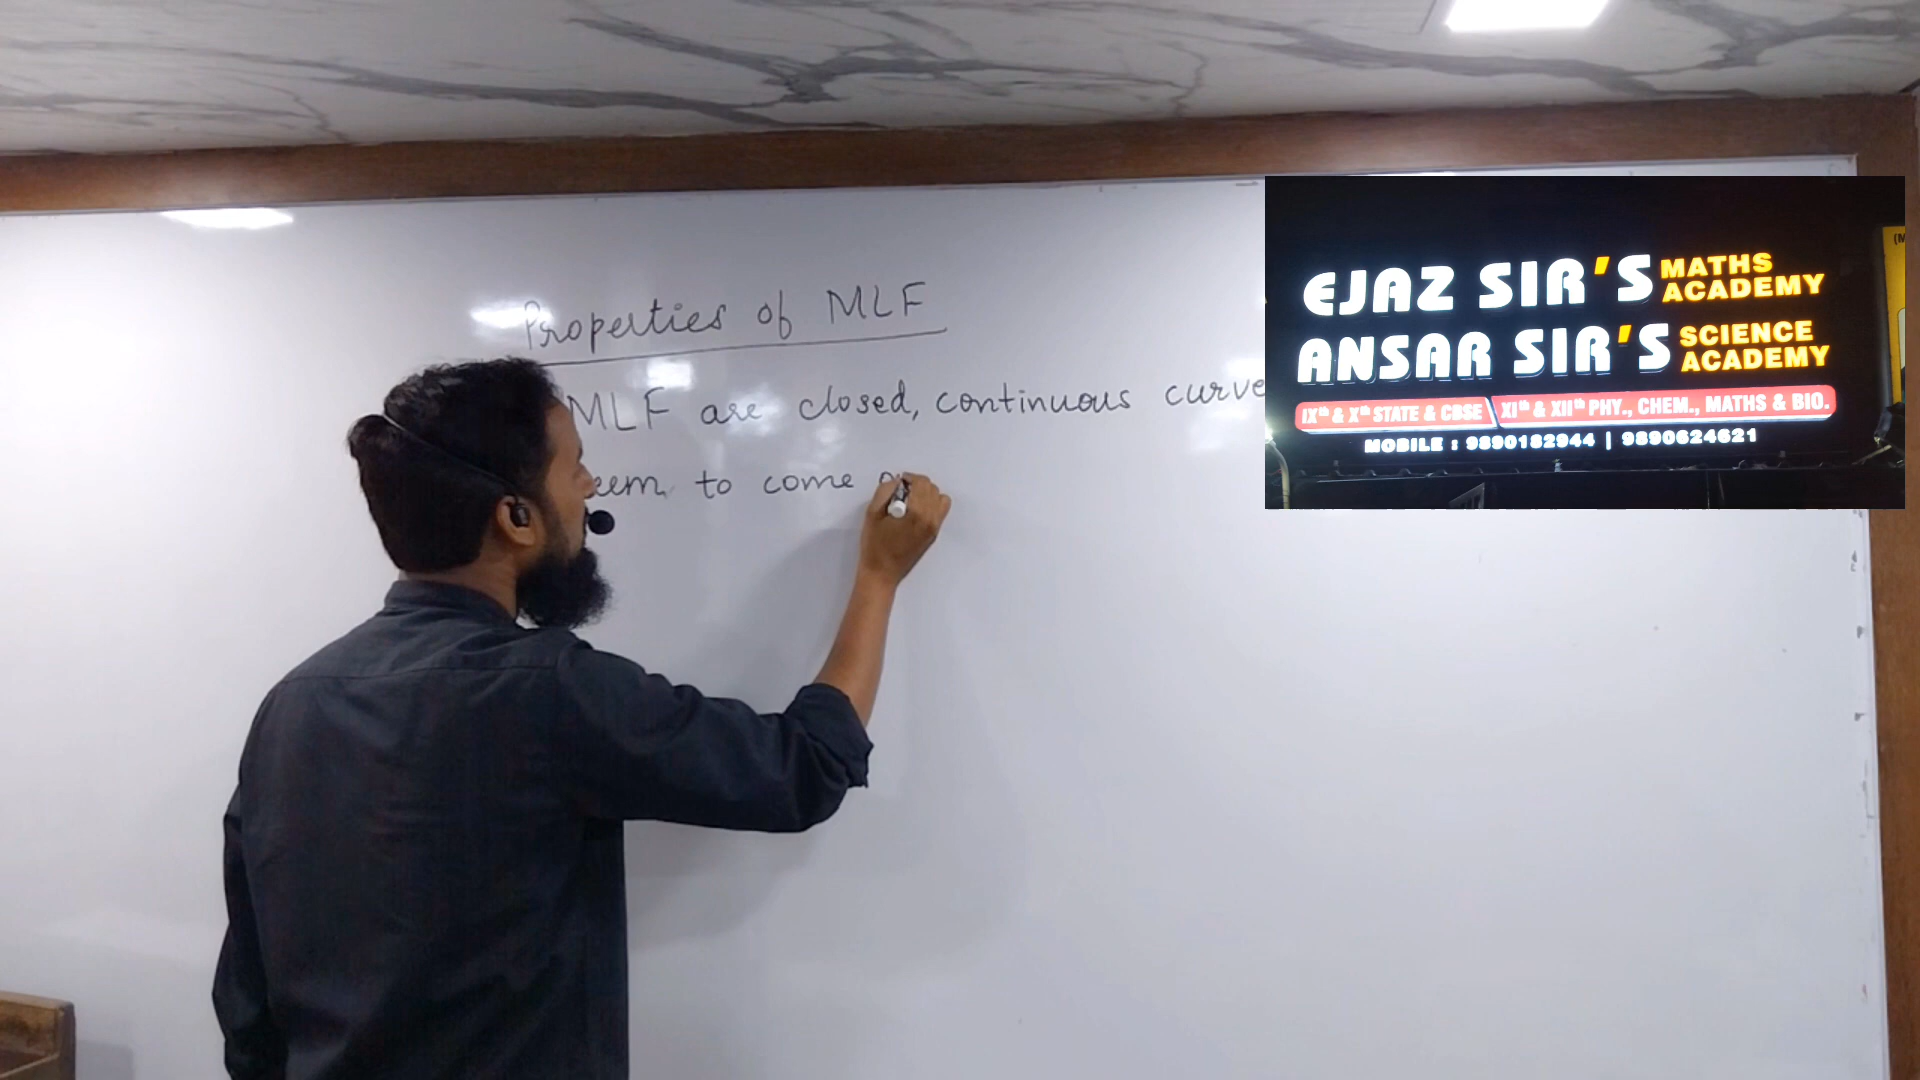 Properties of MLF
MLF are closed, continuous curve
to come
EJAZ SIR'S MATHS ACADEMY
ANSAR SIR'S SCIENCE ACADEMY
IXth & Xth STATE & CBSE XIth & XIIth PHY., CHEM., MATHS & BIO.
MOBILE : 9890182944 | 9890624621